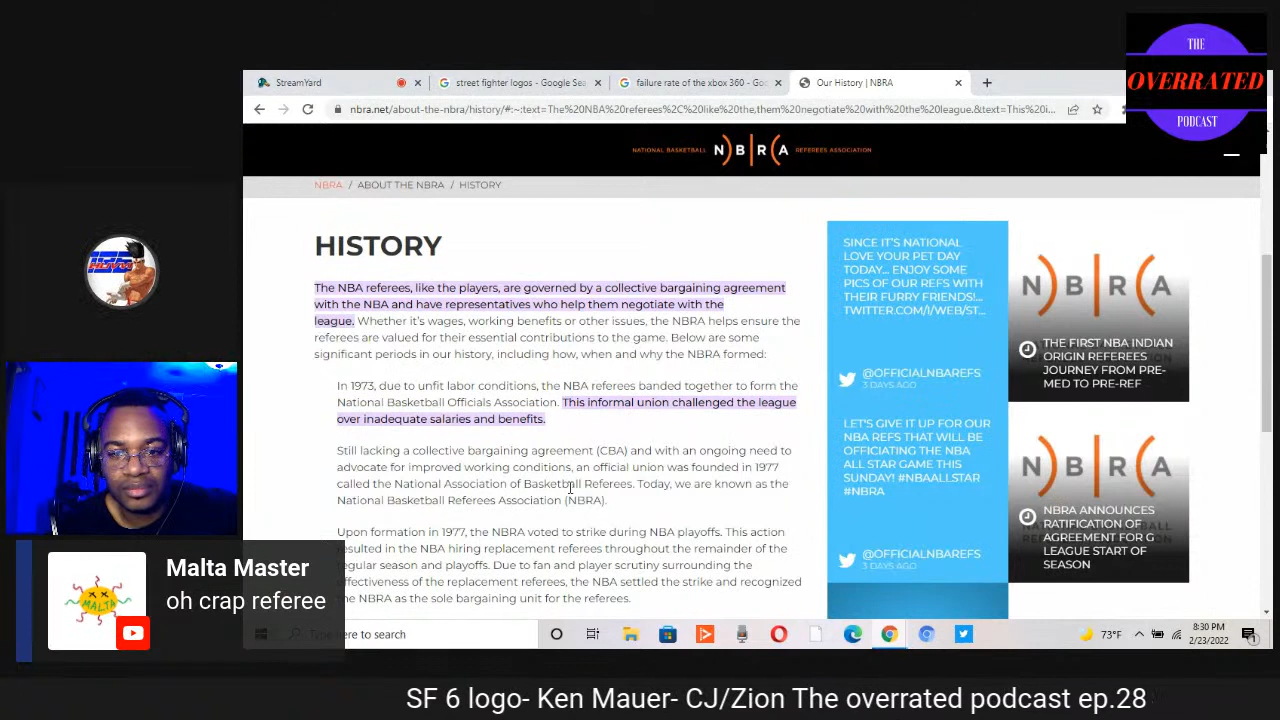 THE
OVERRATED
PODCAST
StreamYard
street fighter logos - Google Sea
failure rate of the xbox 360 - Goo
Our History | NBRA
nbra.net/about-the-nbra/history/#:~:text=The%20NBA%20referees%2C%20like%20the,them%20negotiate%20with%20the%20league.&text=This%20i...
NATIONAL BASKETBALL NBRA REFEREES ASSOCIATION
NBRA / ABOUT THE NBRA / HISTORY
HISTORY
The NBA referees, like the players, are governed by a collective bargaining agreement
with the NBA and have representatives who help them negotiate with the
league. Whether it's wages, working benefits or other issues, the NBRA helps ensure the
referees are valued for their essential contributions to the game. Below are some
significant periods in our history, including how, when and why the NBRA formed:
In 1973, due to unfit labor conditions, the NBA referees banded together to form the
National Basketball Officials Association. This informal union challenged the league
over inadequate salaries and benefits.
Still lacking a collective bargaining agreement (CBA) and with an ongoing need to
advocate for improved working conditions, an official union was founded in 1977
called the National Association of Basketball Referees. Today, we are known as the
National Basketball Referees Association (NBRA).
Upon formation in 1977, the NBRA voted to strike during NBA playoffs. This action
resulted in the NBA hiring replacement referees throughout the remainder of the
regular season and playoffs. Due to fan and player scrutiny surrounding the
effectiveness of the replacement referees, the NBA settled the strike and recognized
the NBRA as the sole bargaining unit for the referees.
SINCE IT'S NATIONAL
LOVE YOUR PET DAY
TODAY... ENJOY SOME
PICS OF OUR REFS WITH
THEIR FURRY FRIENDS!...
TWITTER.COM/I/WEB/ST...
@OFFICIALNBAREFS
3 DAYS AGO
LET'S GIVE IT UP FOR OUR
NBA REFS THAT WILL BE
OFFICIATING THE NBA
ALL STAR GAME THIS
SUNDAY! #NBAALLSTAR
#NBRA
@OFFICIALNBAREFS
3 DAYS AGO
NBRA
THE FIRST NBA INDIAN
ORIGIN REFEREES
JOURNEY FROM PRE-
MED TO PRE-REF
NBRA
NBRA ANNOUNCES
RATIFICATION OF
AGREEMENT FOR G
LEAGUE START OF
SEASON
MALTA
Malta Master
oh crap referee
Type here to search
73°F
8:30 PM
2/23/2022
SF 6 logo- Ken Mauer- CJ/Zion The overrated podcast ep.28